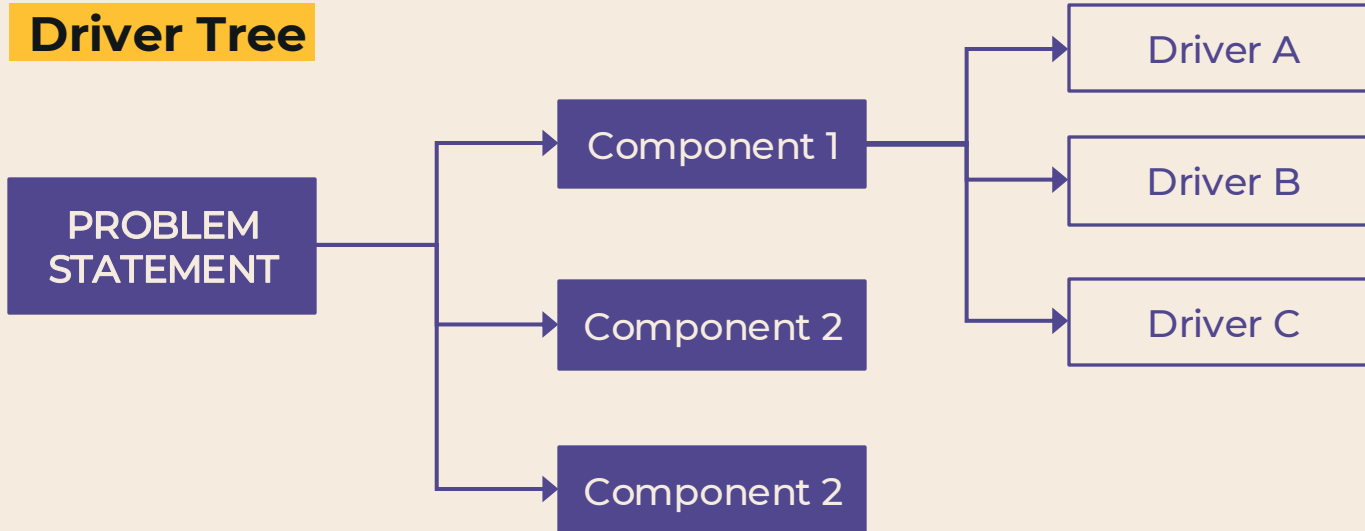 Driver Tree
PROBLEM
STATEMENT
Component 1
Component 2
Component 2
Driver A
Driver B
Driver C